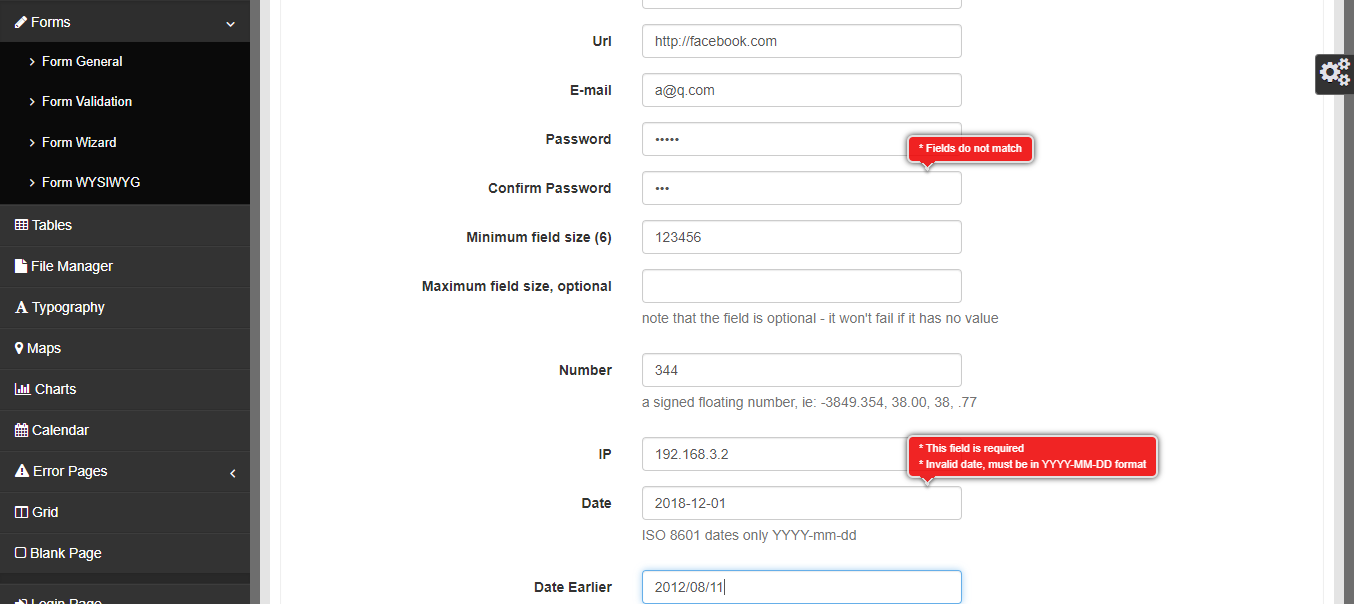 Forms
Form General
Form Validation
Form Wizard
Form WYSIWYG
Tables
File Manager
Typography
Maps
Charts
Calendar
Error Pages
Grid
Blank Page
Login Page
Url
http://facebook.com
E-mail
a@q.com
Password
•••••
* Fields do not match
Confirm Password
•••
Minimum field size (6)
123456
Maximum field size, optional
note that the field is optional - it won't fail if it has no value
Number
344
a signed floating number, ie: -3849.354, 38.00, 38, .77
IP
192.168.3.2
* This field is required
* Invalid date, must be in YYYY-MM-DD format
Date
2018-12-01
ISO 8601 dates only YYYY-mm-dd
Date Earlier
2012/08/11